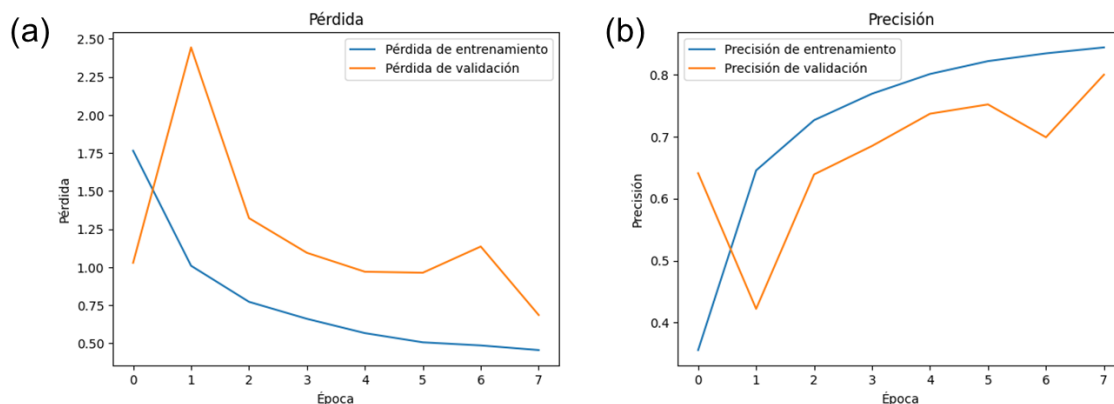 (a)
Pérdida
Pérdida de entrenamiento
Pérdida de validación
2.50
2.25
2.00
1.75
1.50
1.25
1.00
0.75
0.50
Pérdida
0 1 2 3 4 5 6 7
Época
(b)
Precisión
Precisión de entrenamiento
Precisión de validación
0.8
0.7
0.6
0.5
0.4
Precisión
0 1 2 3 4 5 6 7
Época